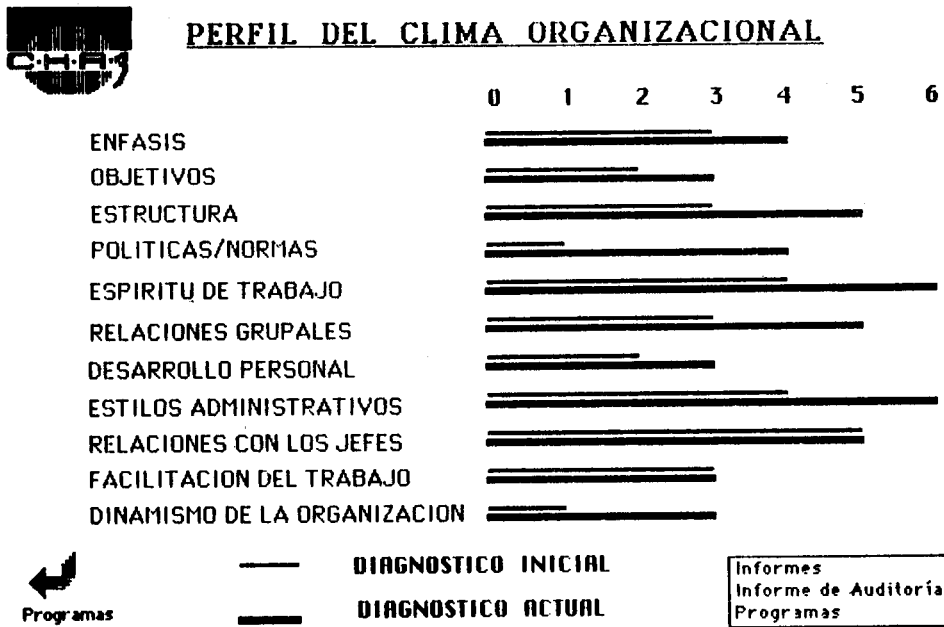 PERFIL DEL CLIMA ORGANIZACIONAL
C·H·A
0 1 2 3 4 5 6
ENFASIS
OBJETIVOS
ESTRUCTURA
POLITICAS/NORMAS
ESPIRITU DE TRABAJO
RELACIONES GRUPALES
DESARROLLO PERSONAL
ESTILOS ADMINISTRATIVOS
RELACIONES CON LOS JEFES
FACILITACION DEL TRABAJO
DINAMISMO DE LA ORGANIZACION
DIAGNOSTICO INICIAL
DIAGNOSTICO ACTUAL
Programas
Informes
Informe de Auditoría
Programas